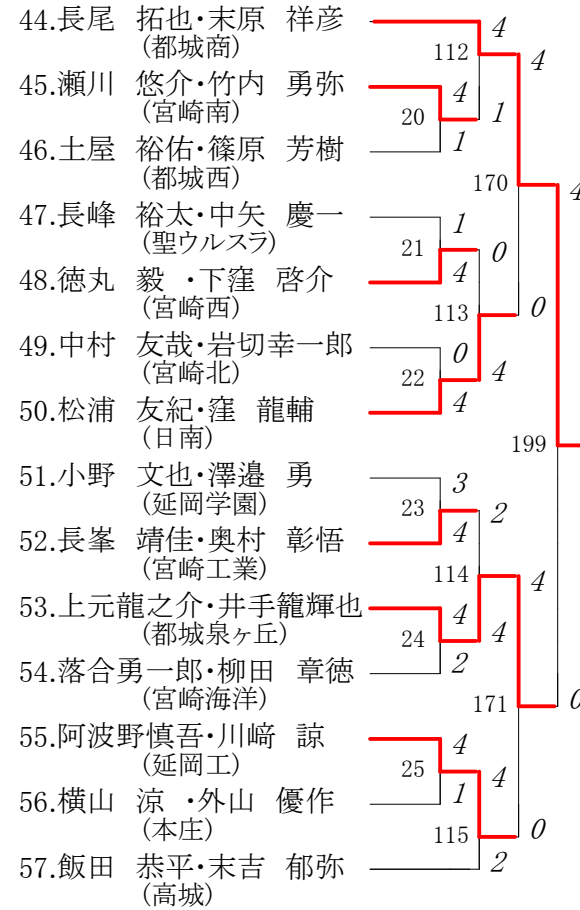 44.長尾 拓也・末原 祥彦
(都城商)
45.瀬川 悠介・竹内 勇弥
(宮崎南)
46.土屋 裕佑・篠原 芳樹
(都城西)
47.長峰 裕太・中矢 慶一
(聖ウルスラ)
48.徳丸 毅 ・下窪 啓介
(宮崎西)
49.中村 友哉・岩切幸一郎
(宮崎北)
50.松浦 友紀・窪 龍輔
(日南)
51.小野 文也・澤邉 勇
(延岡学園)
52.長峯 靖佳・奥村 彰悟
(宮崎工業)
53.上元龍之介・井手籠輝也
(都城泉ヶ丘)
54.落合勇一郎・柳田 章徳
(宮崎海洋)
55.阿波野慎吾・川﨑 諒
(延岡工)
56.横山 涼 ・外山 優作
(本庄)
57.飯田 恭平・末吉 郁弥
(高城)
20
4
1
21
1
4
22
0
4
23
3
4
24
4
2
25
4
1
112
4
1
113
0
4
114
2
4
115
4
2
170
4
0
171
4
0
199
4
0